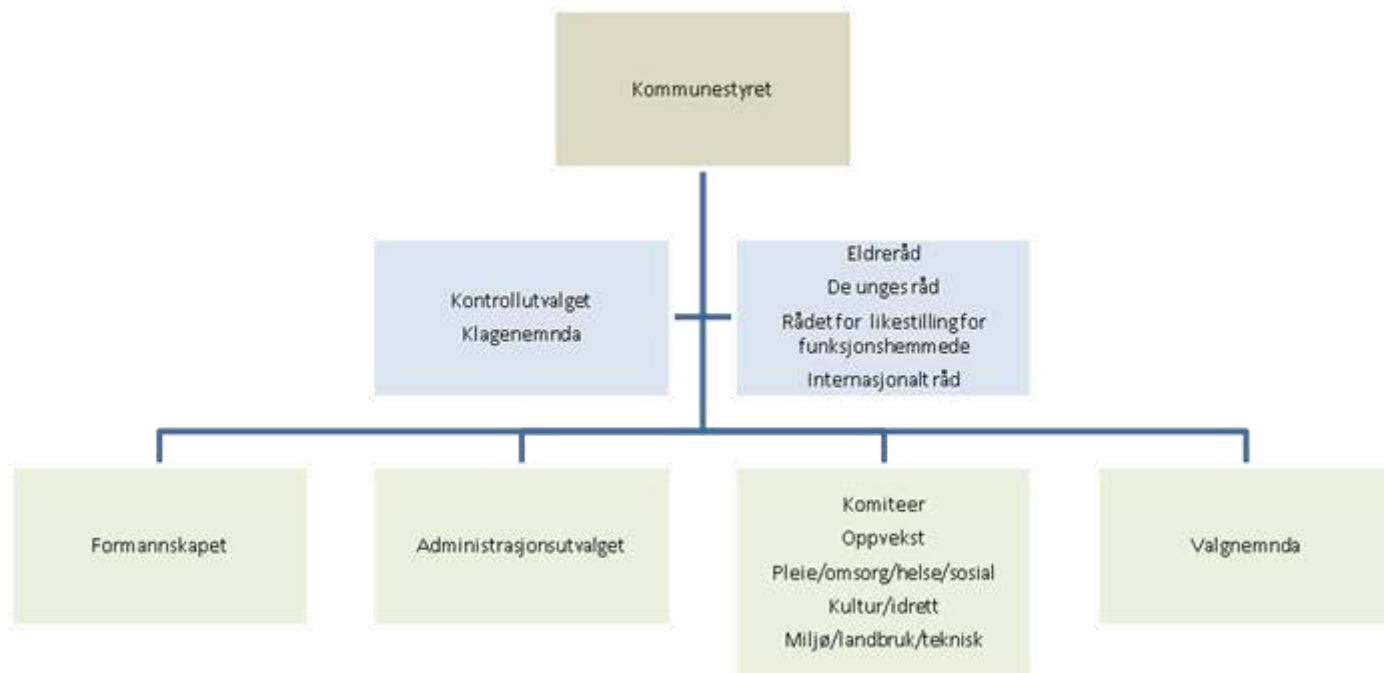 Kommunestyret
Kontrollutvalget
Klagenemnda
Eldreråd
De unges råd
Rådet for likestilling for
funksjonshemmede
Internasjonalt råd
Formannskapet
Administrasjonsutvalget
Komiteer
Oppvekst
Pleie/omsorg/helse/sosial
Kultur/idrett
Miljø/landbruk/teknisk
Valgnemnda